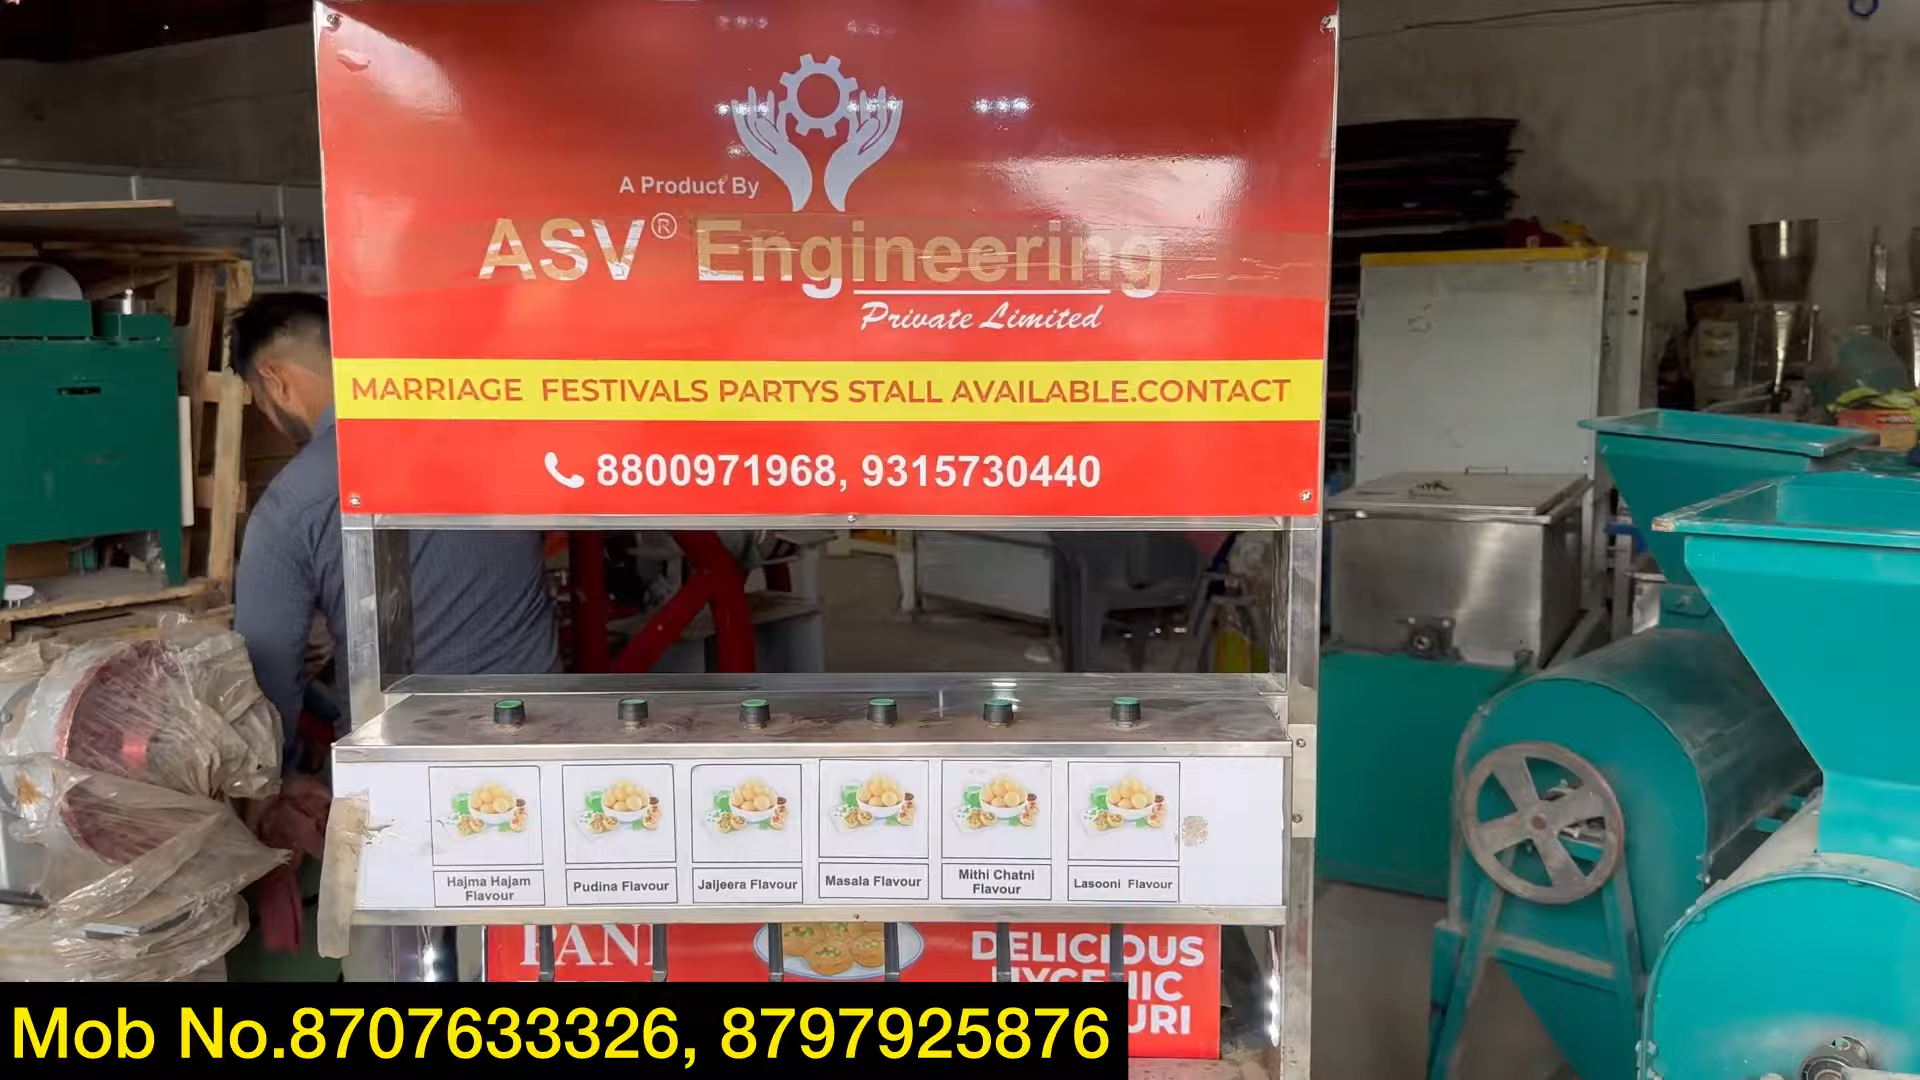 A Product By
ASV® Engineering
Private Limited
MARRIAGE FESTIVALS PARTYS STALL AVAILABLE.CONTACT
8800971968, 9315730440
Hajma Hajam
Flavour
Pudina Flavour
Jaljeera Flavour
Masala Flavour
Mithi Chatni
Flavour
Lasooni Flavour
PANI
DELICIOUS
Mob No.8707633326, 8797925876